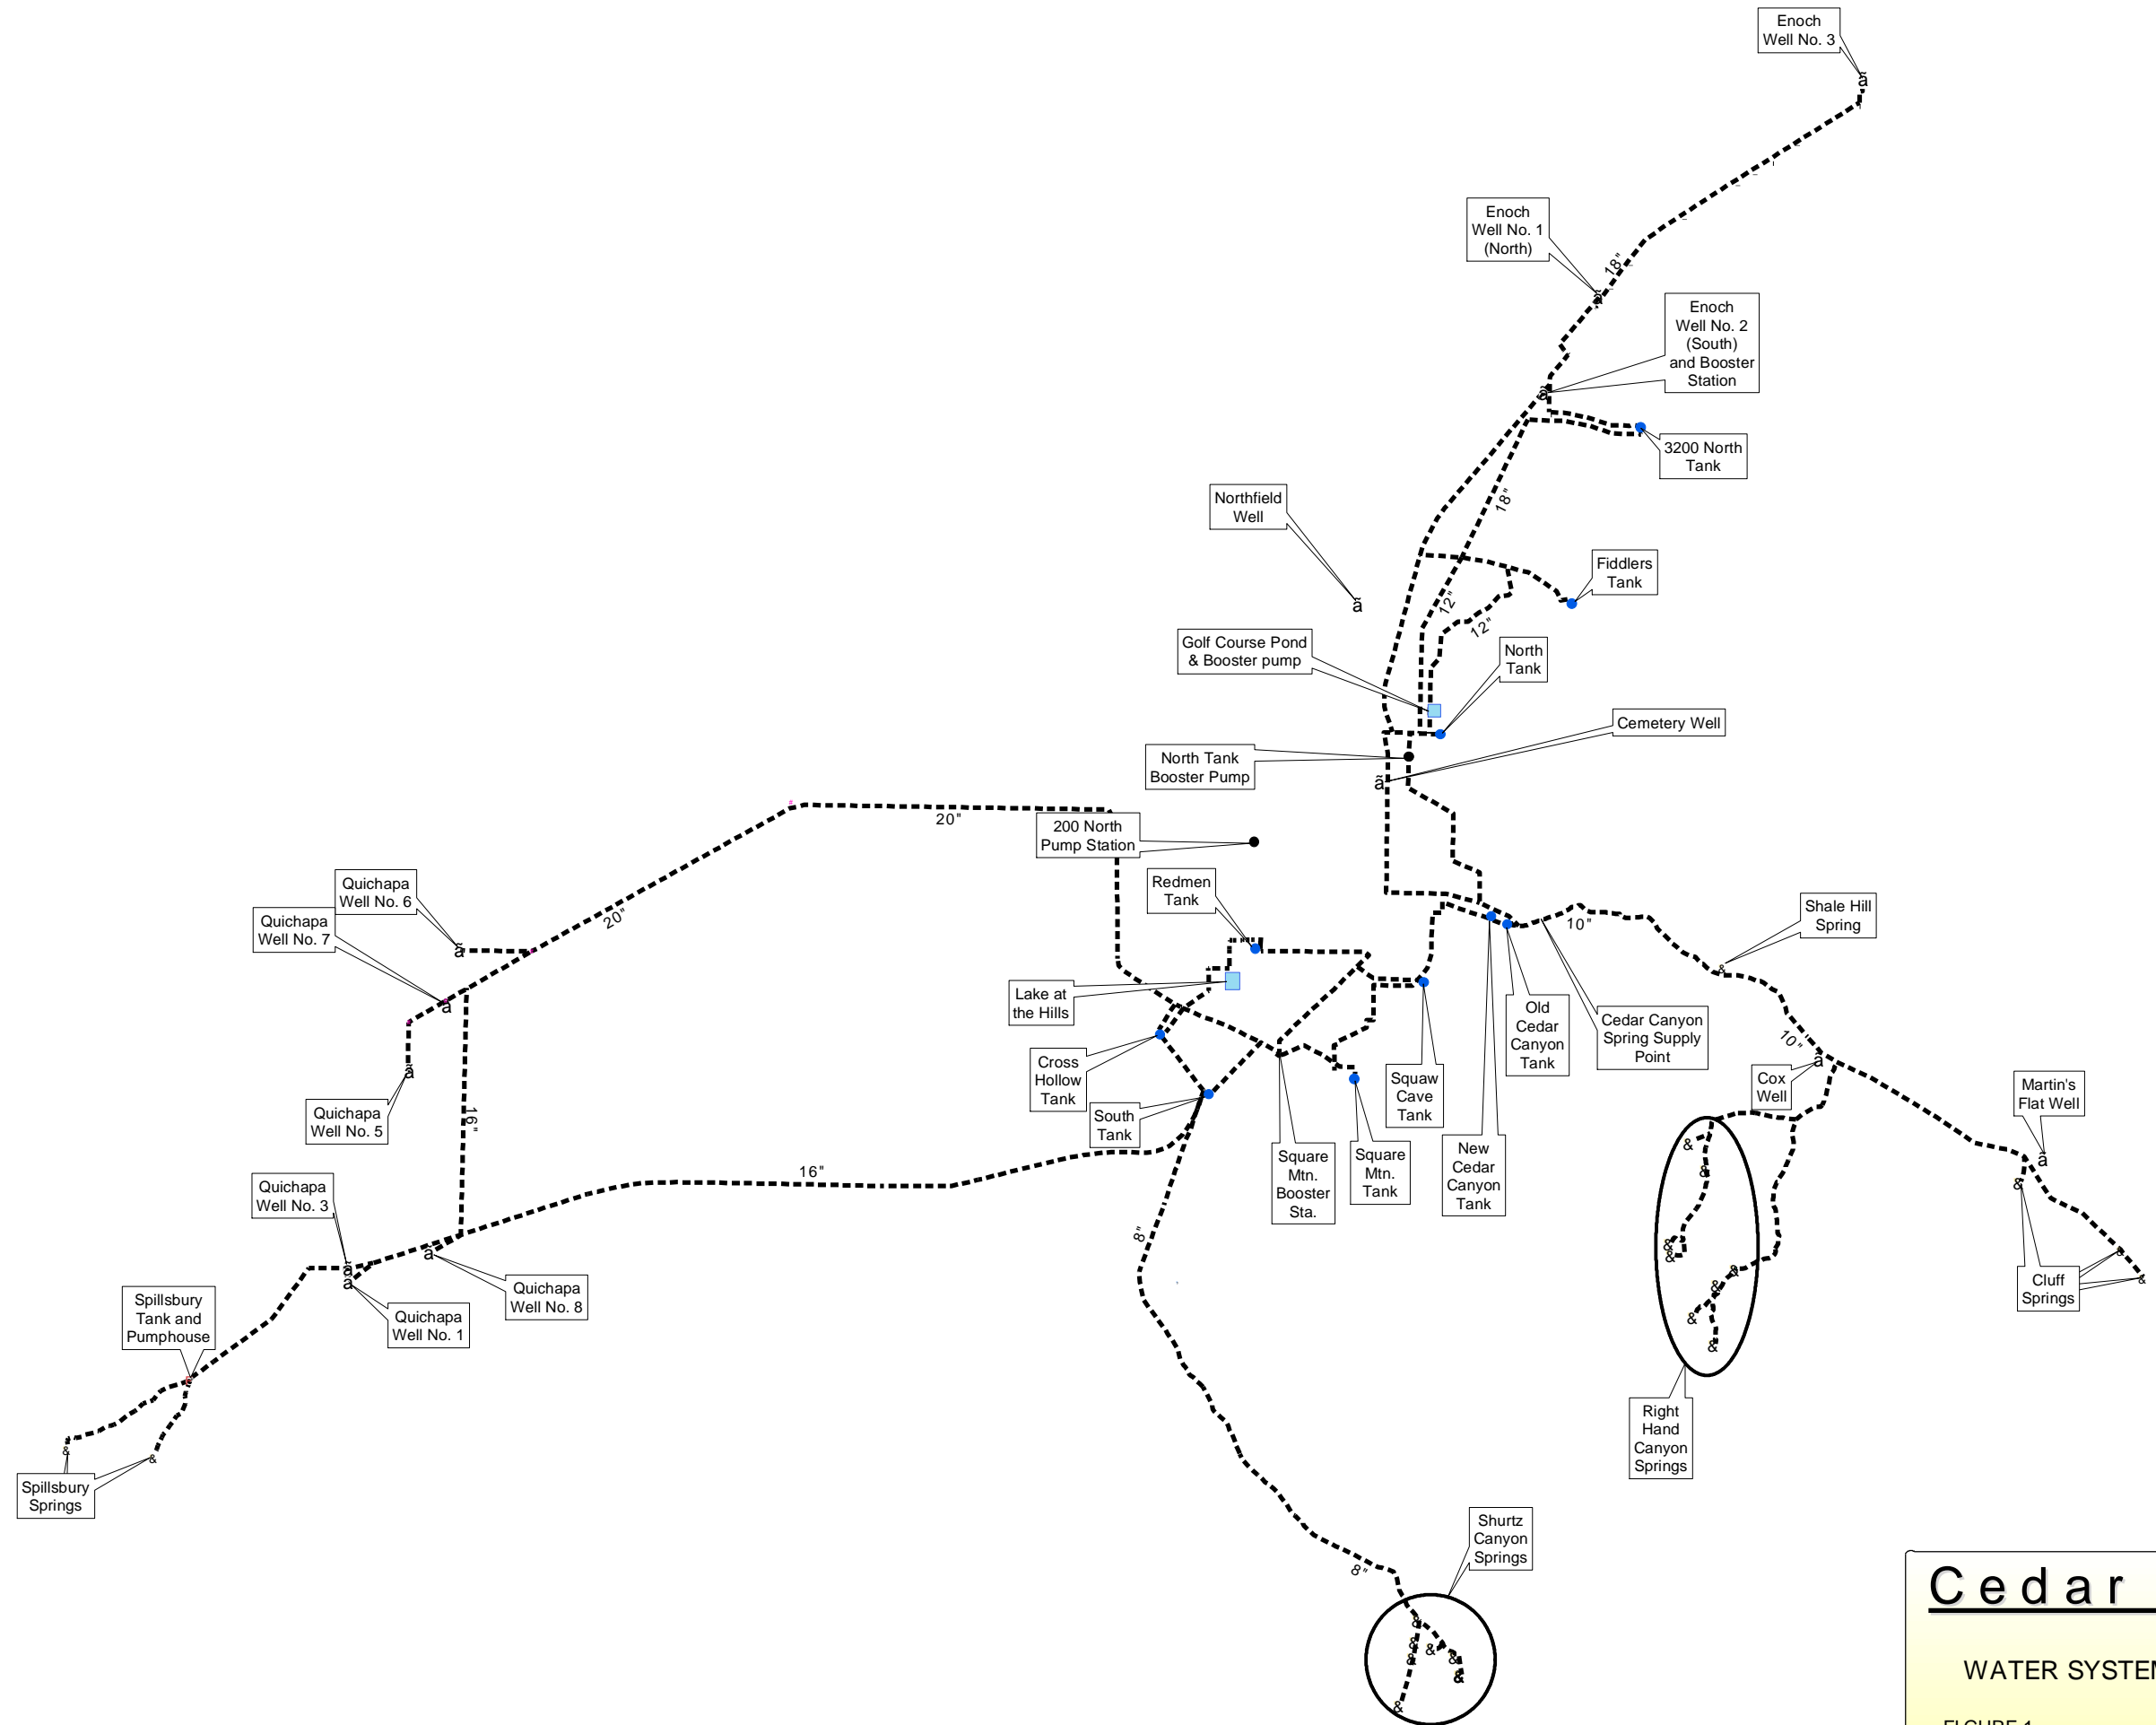 Enoch
Well No. 3
Enoch
Well No. 1
(North)
18"
Enoch
Well No. 2
(South)
and Booster
Station
3200 North
Tank
Northfield
Well
18"
Fiddlers
Tank
12"
12"
Golf Course Pond
& Booster pump
North
Tank
Cemetery Well
North Tank
Booster Pump
20"
200 North
Pump Station
Quichapa
Well No. 6
Redmen
Tank
Quichapa
Well No. 7
20"
10"
Shale Hill
Spring
Lake at
the Hills
Old
Cedar
Canyon
Tank
Cedar Canyon
Spring Supply
Point
10"
Cross
Hollow
Tank
Squaw
Cave
Tank
Cox
Well
Martin's
Flat Well
Quichapa
Well No. 5
16"
South
Tank
Square
Mtn.
Booster
Sta.
Square
Mtn.
Tank
New
Cedar
Canyon
Tank
16"
Quichapa
Well No. 3
8"
Quichapa
Well No. 8
Cluff
Springs
Spillsbury
Tank and
Pumphouse
Quichapa
Well No. 1
Right
Hand
Canyon
Springs
Spillsbury
Springs
Shurtz
Canyon
Springs
8"
Cedar
WATER SYSTEM
FIGURE 1